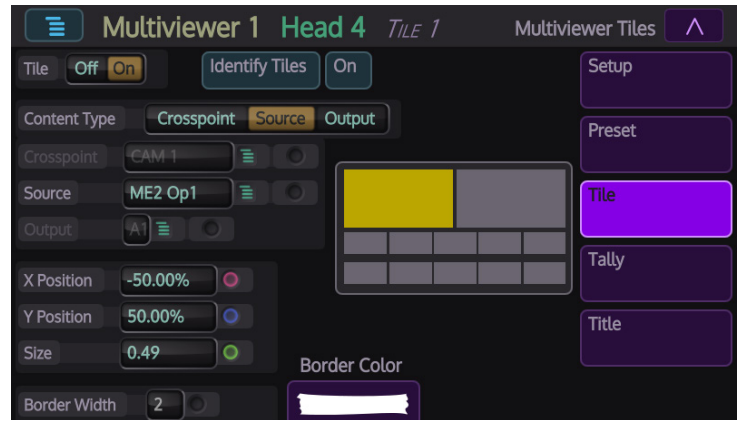 Multiviewer 1 Head 4 TILE 1 Multiviewer Tiles
Tile Off On Identify Tiles On
Setup
Content Type Crosspoint Source Output
Preset
Crosspoint CAM 1
Source ME2 Op1
Tile
Output A1
Tally
X Position -50.00%
Y Position 50.00%
Title
Size 0.49
Border Color
Border Width 2